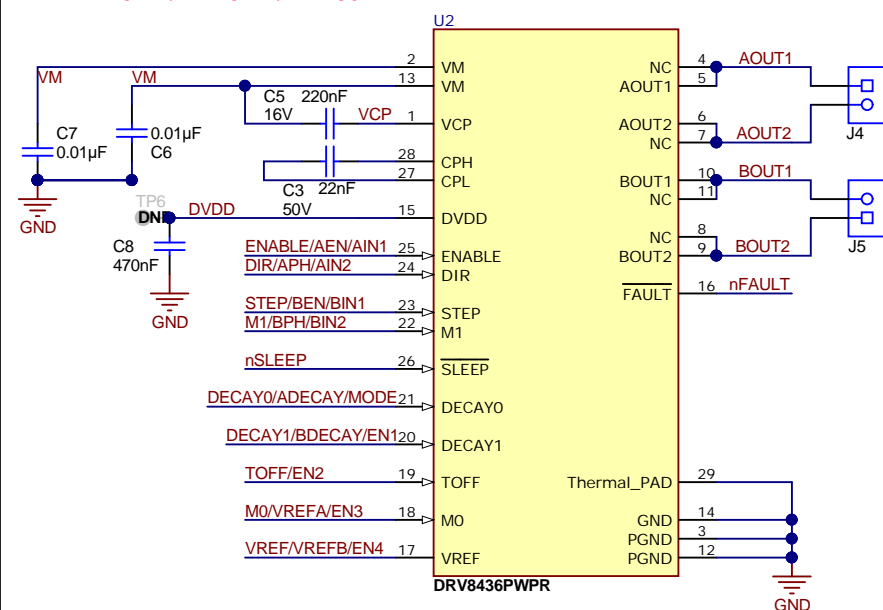 U2
2
VM
4
NC
AOUT1
VM
VM
13
VM
5
AOUT1
J4
C5
220nF
16V
VCP
1
VCP
6
AOUT2
7
NC
AOUT2
C7
0.01µF
0.01µF
C6
28
CPH
27
CPL
C3
22nF
50V
10
BOUT1
11
NC
BOUT1
GND
TP6
DVDD
15
DVDD
C8
470nF
8
NC
9
BOUT2
BOUT2
J5
ENABLE/AEN/AIN1
25
ENABLE
DIR/APH/AIN2
24
DIR
16
FAULT
nFAULT
GND
STEP/BEN/BIN1
23
STEP
M1/BPH/BIN2
22
M1
nSLEEP
26
SLEEP
DECAY0/ADECAY/MODE
21
DECAY0
DECAY1/BDECAY/EN1
20
DECAY1
TOFF/EN2
19
TOFF
Thermal_PAD
29
M0/VREFA/EN3
18
M0
GND
14
PGND
3
VREF/VREFB/EN4
17
VREF
PGND
12
DRV8436PWPR
GND